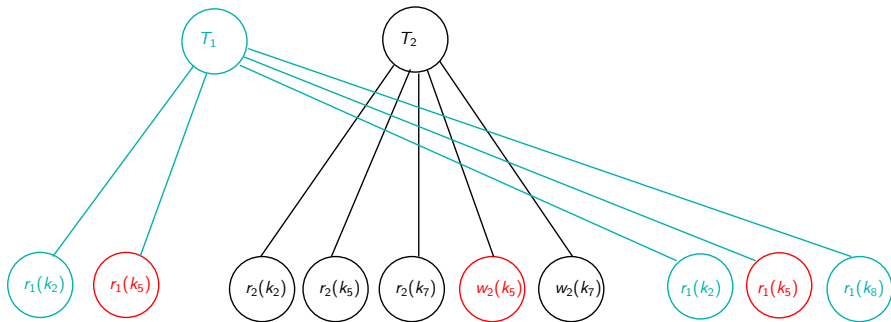 T₁ T₂
r₁(k₂) r₁(k₅) r₂(k₂) r₂(k₅) r₂(k₇) w₂(k₅) w₂(k₇) r₁(k₂) r₁(k₅) r₁(k₈)